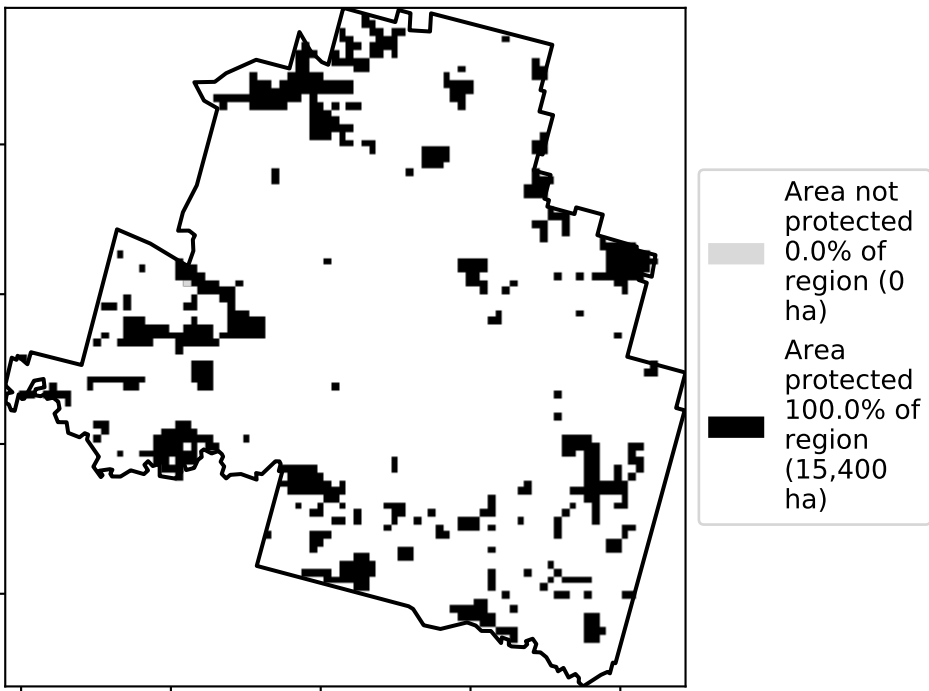 Area not
protected
0.0% of
region (0
ha)
Area
protected
100.0% of
region
(15,400
ha)